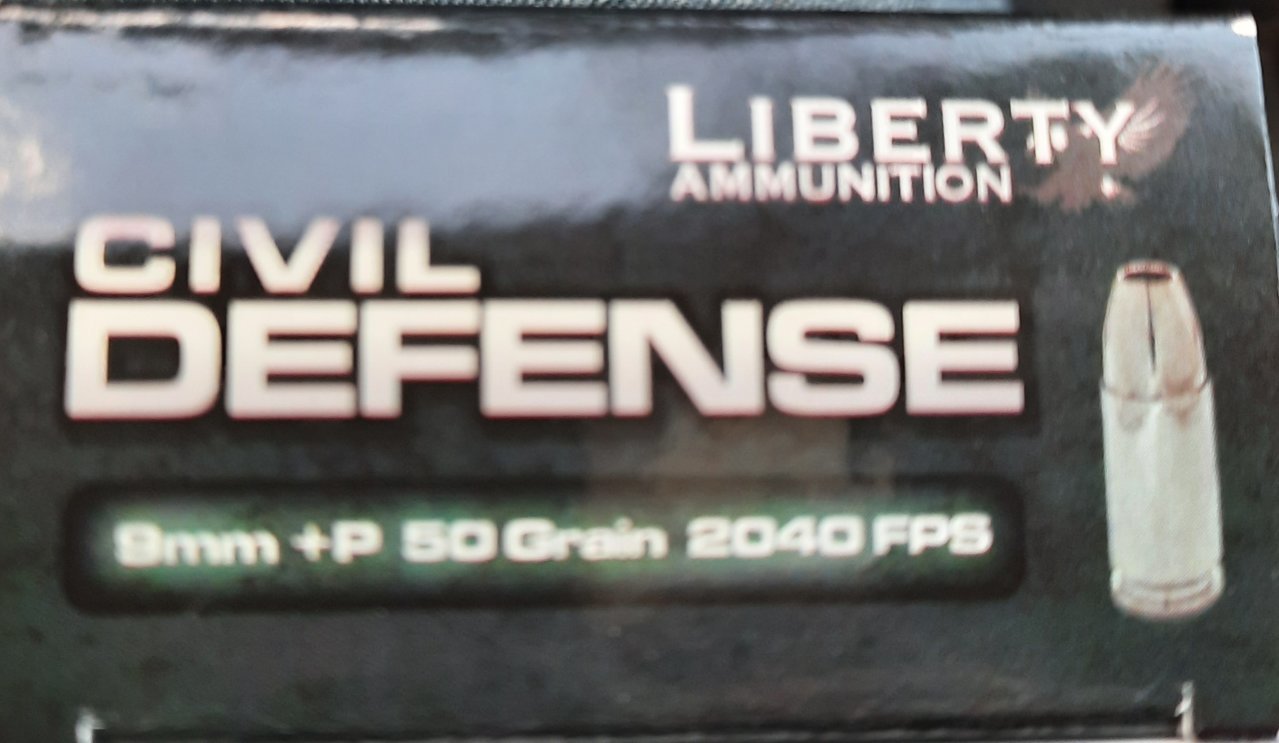 LIBERTY
AMMUNITION
CIVIL
DEFENSE
9mm +P 50 Grain 2040 FPS